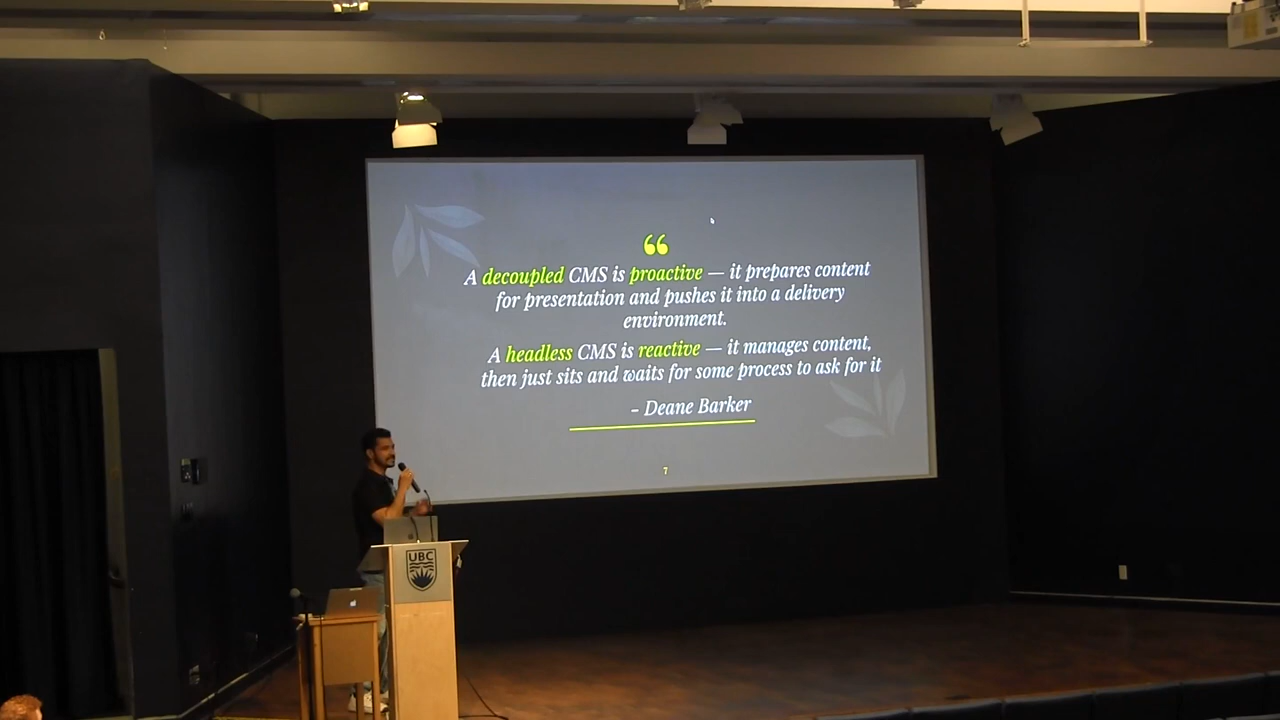 “
A decoupled CMS is proactive — it prepares content
for presentation and pushes it into a delivery
environment.
A headless CMS is reactive — it manages content,
then just sits and waits for some process to ask for it
– Deane Barker
7
UBC